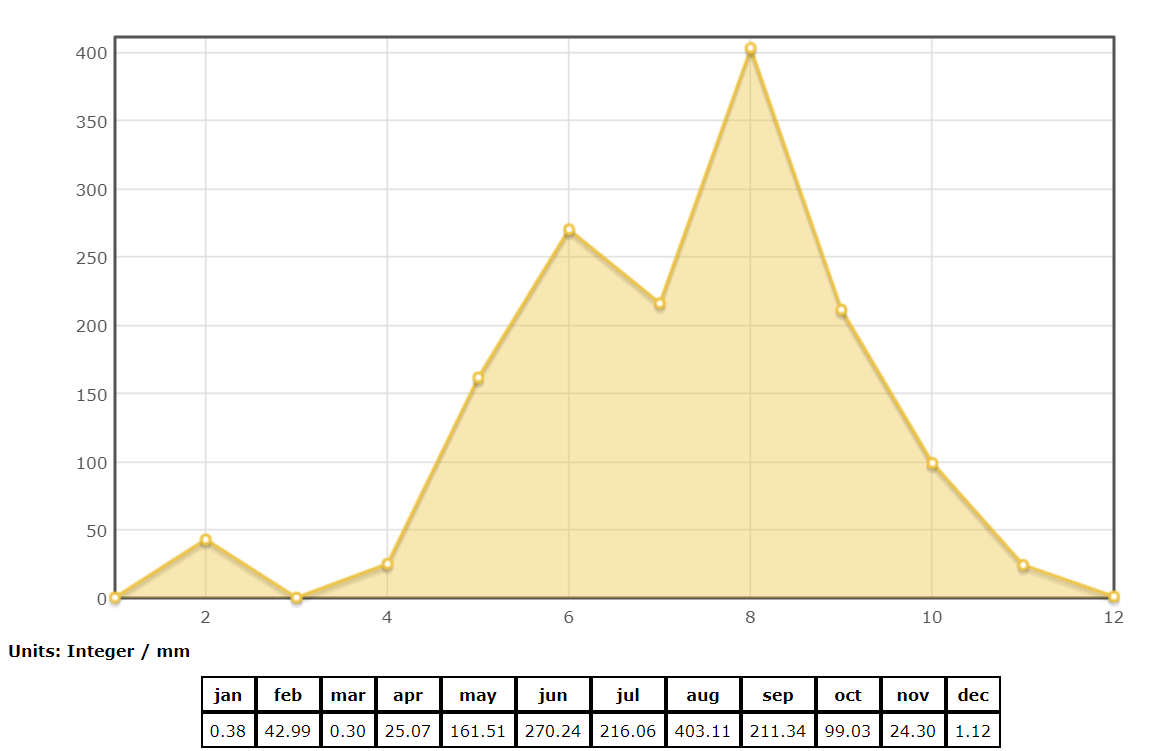 400
350
300
250
200
150
100
50
0
2 4 6 8 10 12
Units: Integer / mm
jan feb mar apr may jun jul aug sep oct nov dec
0.38 42.99 0.30 25.07 161.51 270.24 216.06 403.11 211.34 99.03 24.30 1.12